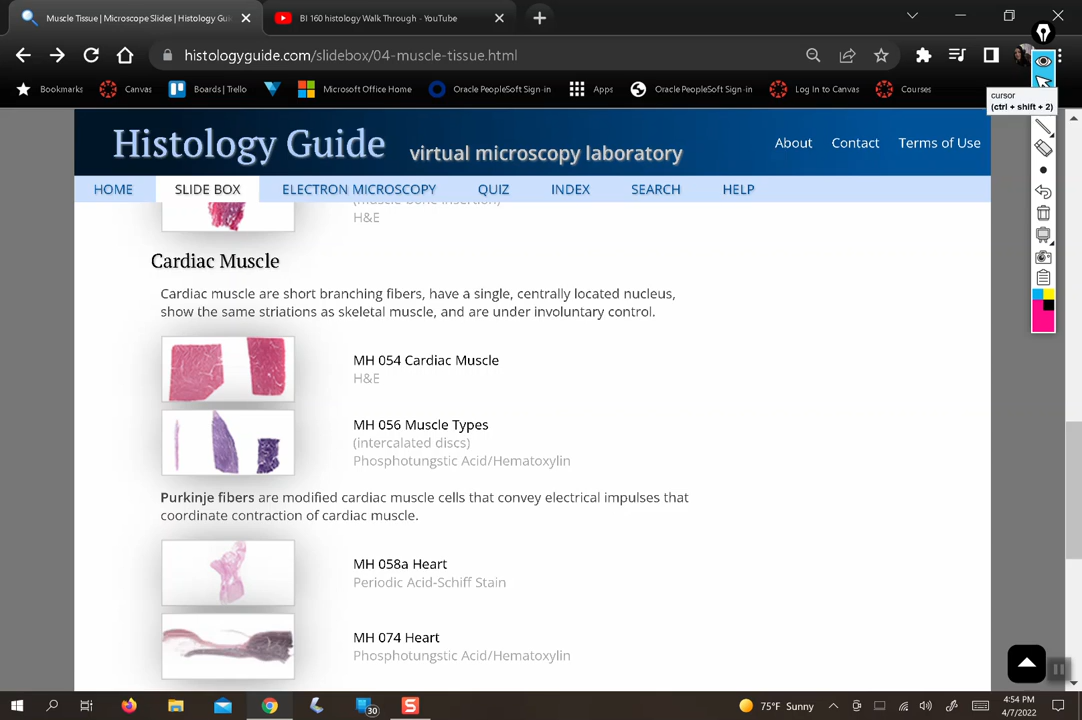 Muscle Tissue | Microscope Slides | Histology Gui
BI 160 histology Walk Through - YouTube
histologyguide.com/slidebox/04-muscle-tissue.html
Bookmarks
Canvas
Boards | Trello
Microsoft Office Home
Oracle PeopleSoft Sign-in
Apps
Oracle PeopleSoft Sign-in
Log In to Canvas
Courses
cursor
(ctrl + shift + 2)
Histology Guide virtual microscopy laboratory
About Contact Terms of Use
HOME SLIDE BOX ELECTRON MICROSCOPY QUIZ INDEX SEARCH HELP
(muscle-bone insertion)
H&E
Cardiac Muscle
Cardiac muscle are short branching fibers, have a single, centrally located nucleus,
show the same striations as skeletal muscle, and are under involuntary control.
MH 054 Cardiac Muscle
H&E
MH 056 Muscle Types
(intercalated discs)
Phosphotungstic Acid/Hematoxylin
Purkinje fibers are modified cardiac muscle cells that convey electrical impulses that
coordinate contraction of cardiac muscle.
MH 058a Heart
Periodic Acid-Schiff Stain
MH 074 Heart
Phosphotungstic Acid/Hematoxylin
30
S
75°F Sunny
4:54 PM
4/7/2022